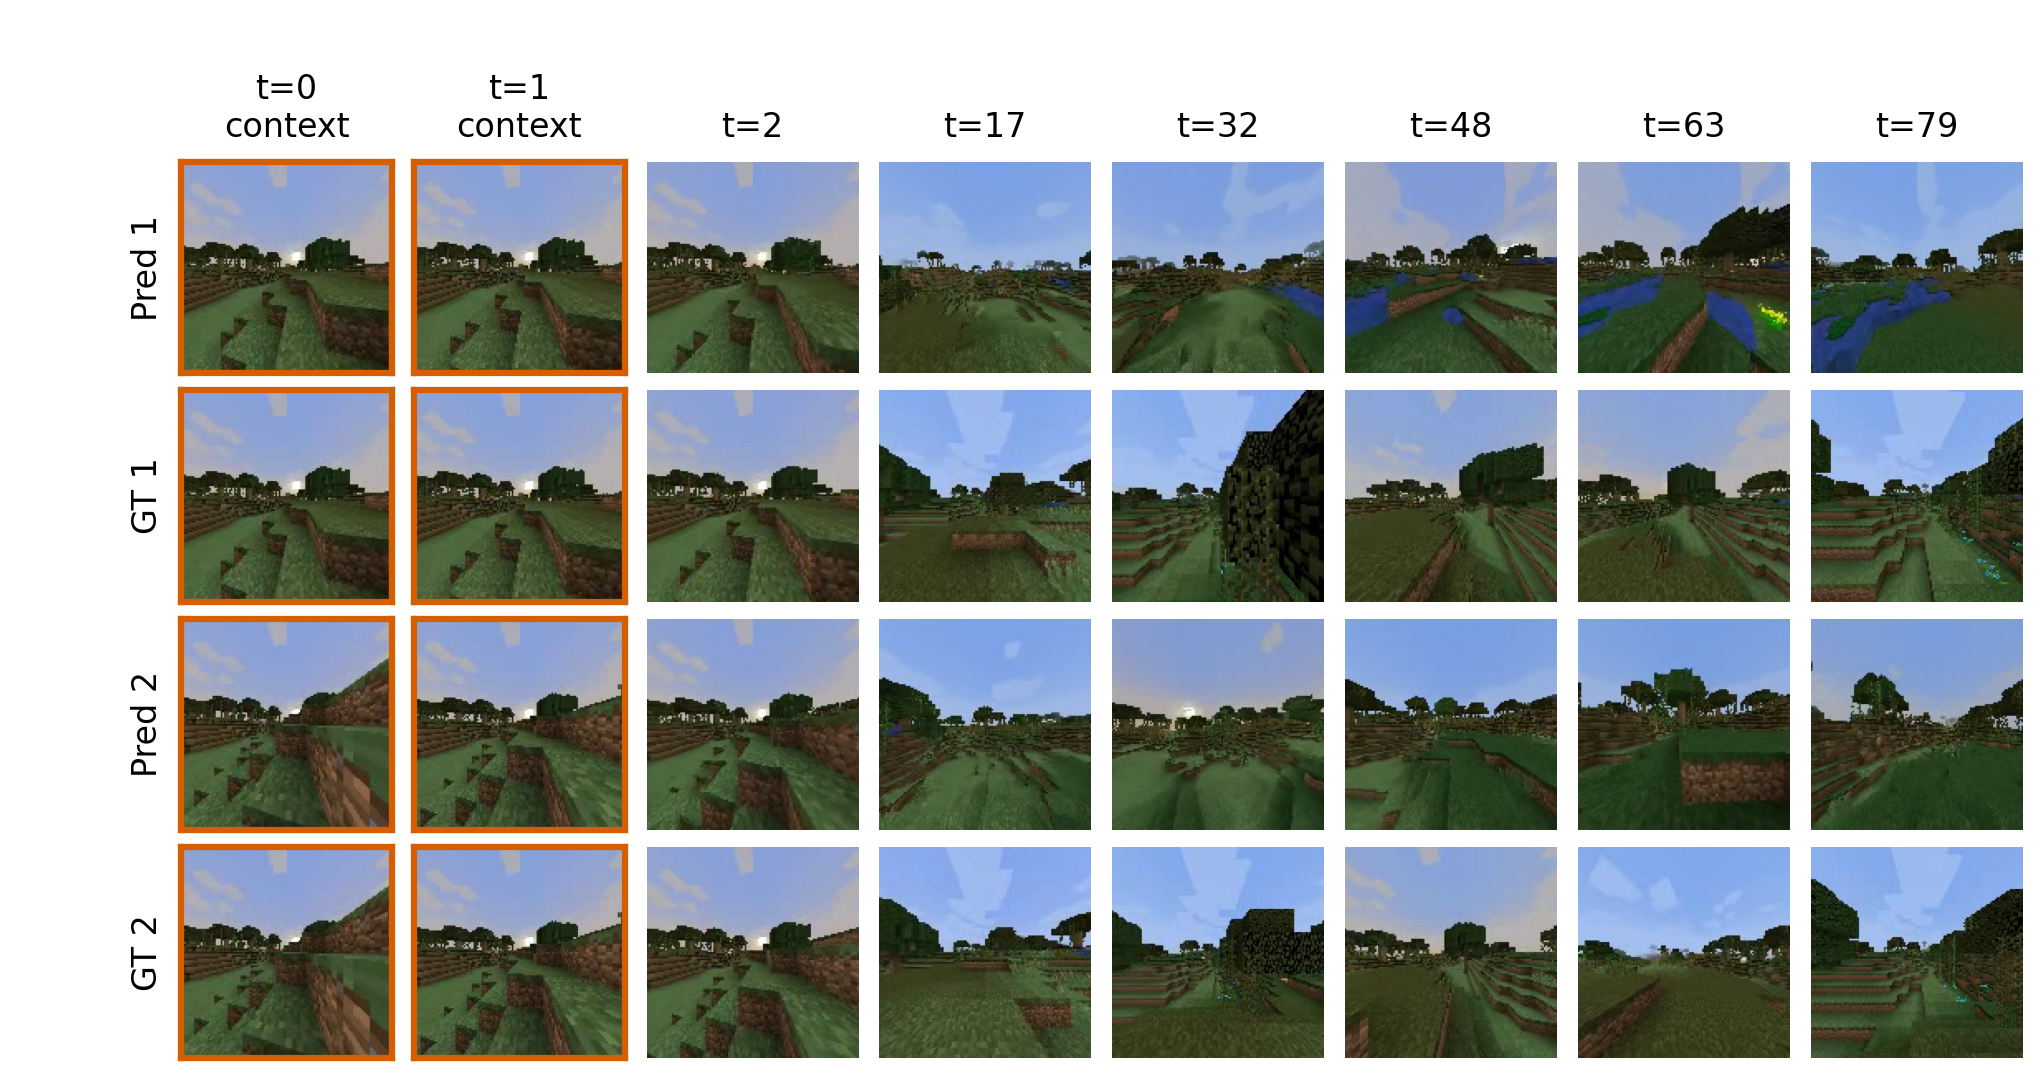 t=0
context
t=1
context
t=2
t=17
t=32
t=48
t=63
t=79
Pred 1
GT 1
Pred 2
GT 2